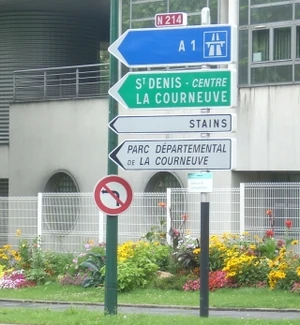 N 214
A 1
St DENIS - CENTRE
LA COURNEUVE
STAINS
PARC DÉPARTEMENTAL
DE LA COURNEUVE